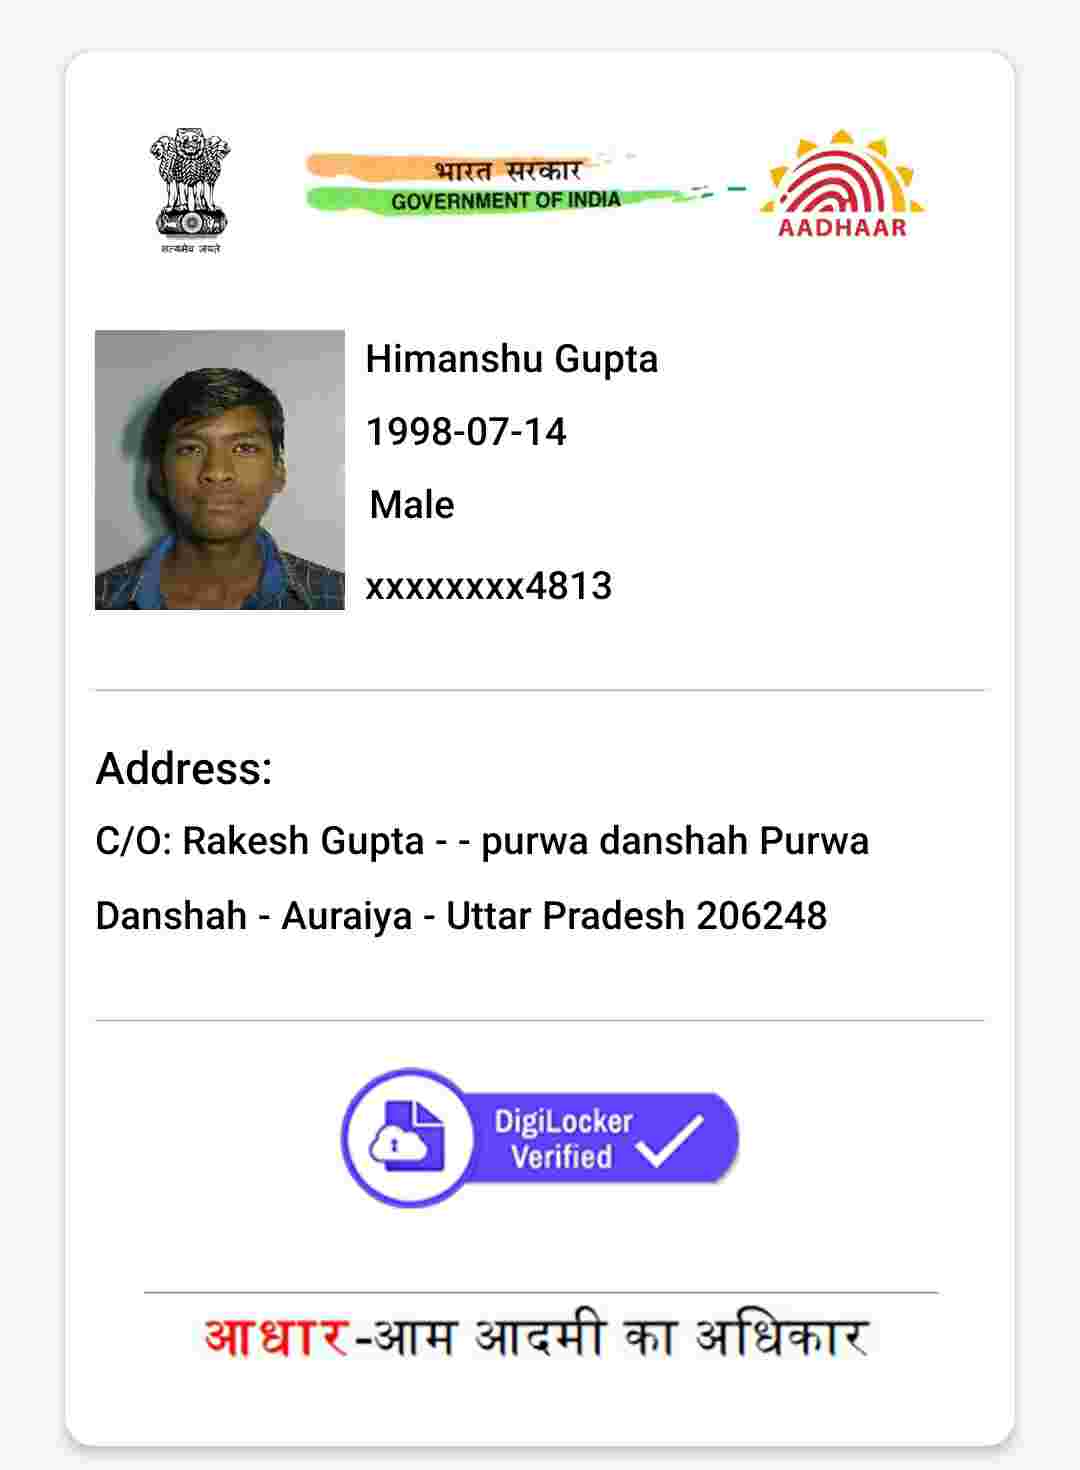 सत्यमेव जयते
भारत सरकार
GOVERNMENT OF INDIA
AADHAAR
Himanshu Gupta
1998-07-14
Male
xxxxxxxx4813
Address:
C/O: Rakesh Gupta - - purwa danshah Purwa
Danshah - Auraiya - Uttar Pradesh 206248
DigiLocker
Verified
आधार-आम आदमी का अधिकार